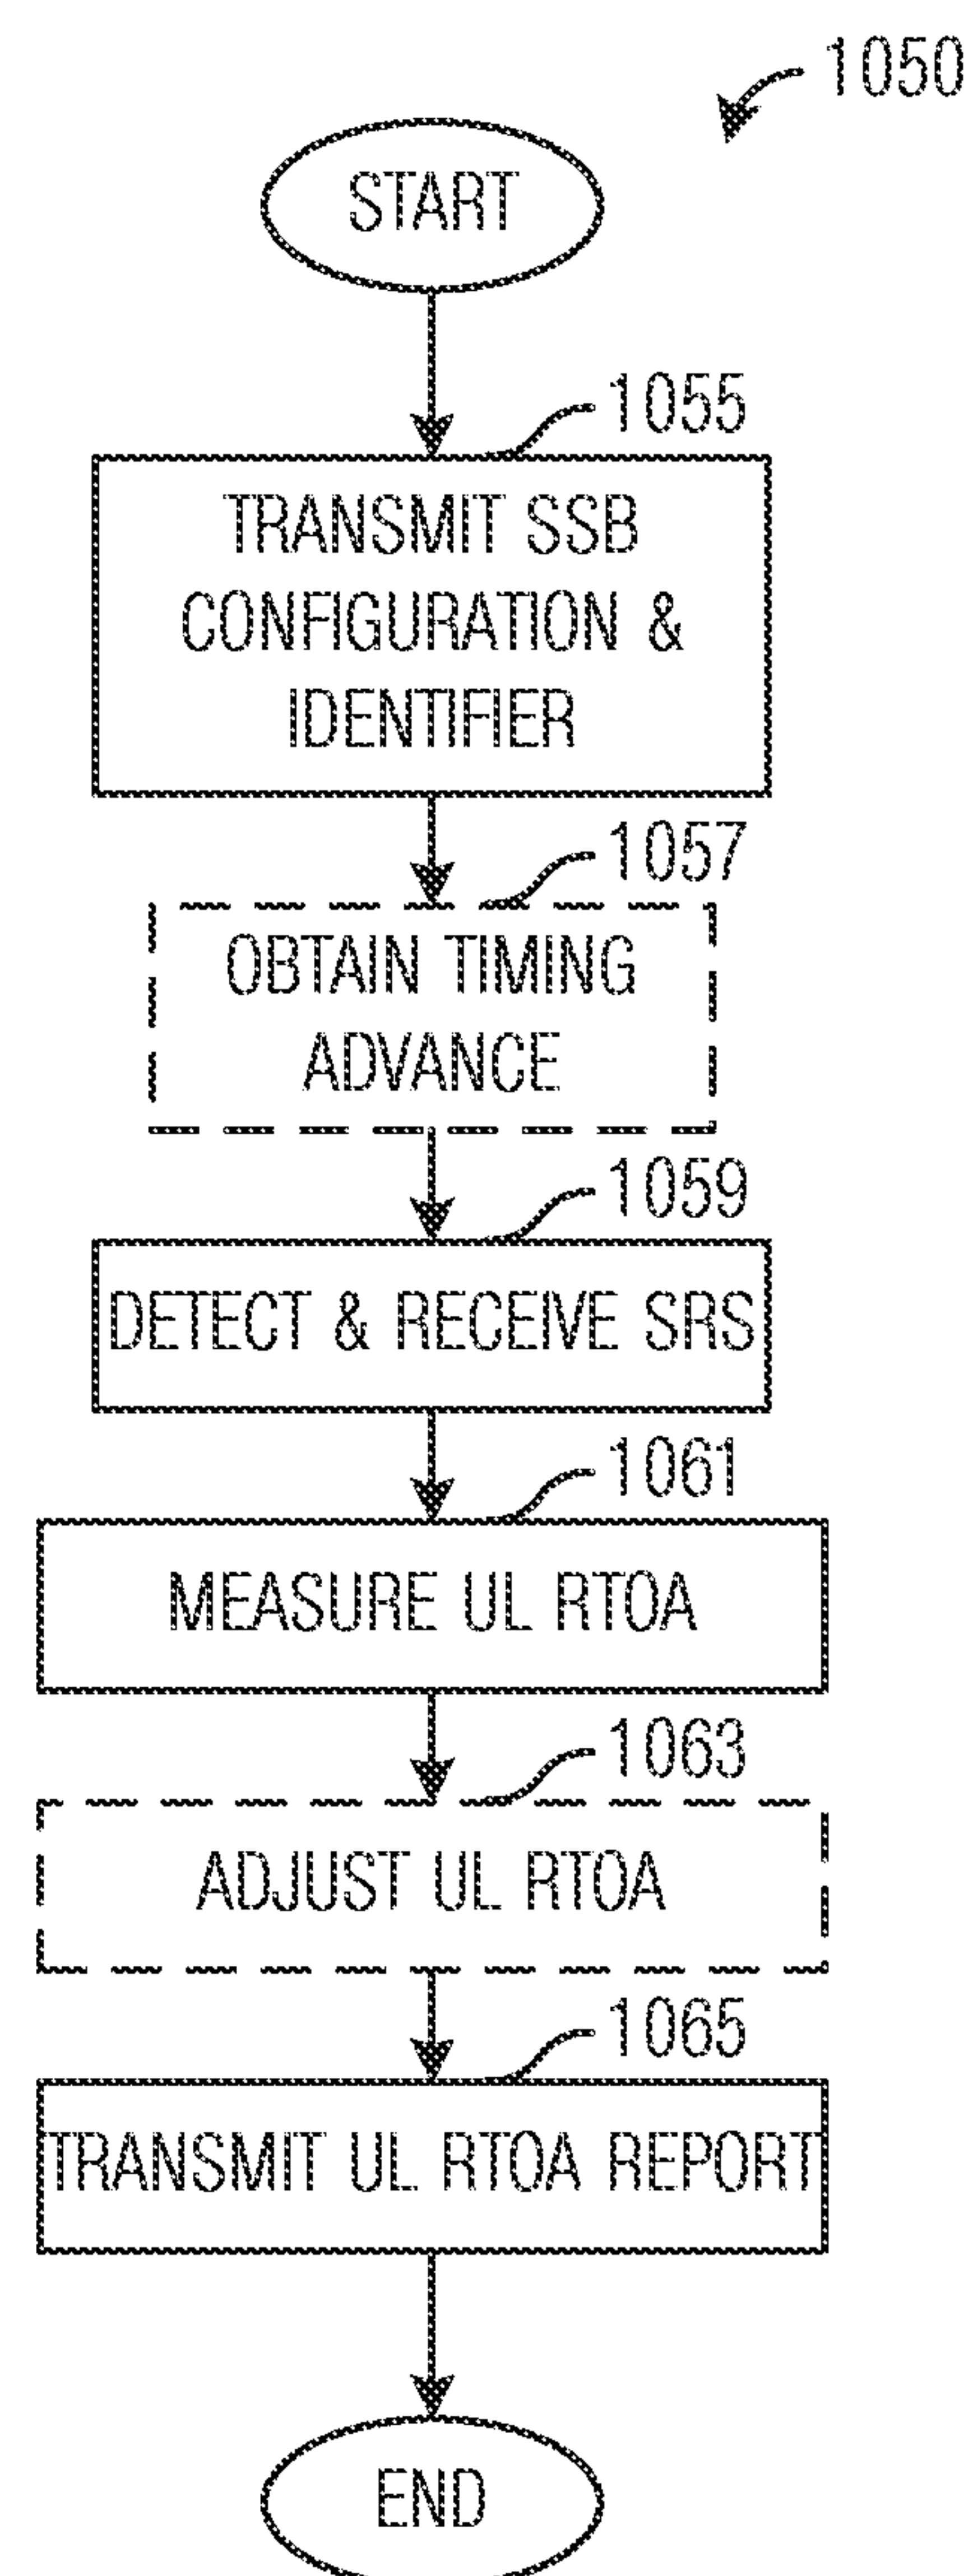 1050
START
1055
TRANSMIT SSB
CONFIGURATION &
IDENTIFIER
1057
OBTAIN TIMING
ADVANCE
1059
DETECT & RECEIVE SRS
1061
MEASURE UL RTOA
1063
ADJUST UL RTOA
1065
TRANSMIT UL RTOA REPORT
END